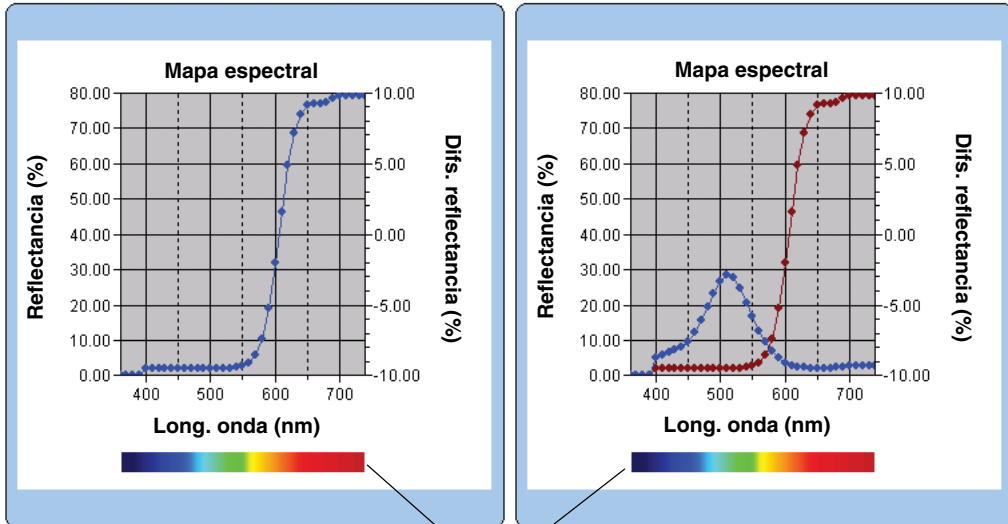 Mapa espectral
80.00
70.00
60.00
50.00
40.00
30.00
20.00
10.00
0.00
10.00
5.00
0.00
-5.00
-10.00
400 500 600 700
Reflectancia (%)
Difs. reflectancia (%)
Long. onda (nm)
Mapa espectral
80.00
70.00
60.00
50.00
40.00
30.00
20.00
10.00
0.00
10.00
5.00
0.00
-5.00
-10.00
400 500 600 700
Reflectancia (%)
Difs. reflectancia (%)
Long. onda (nm)